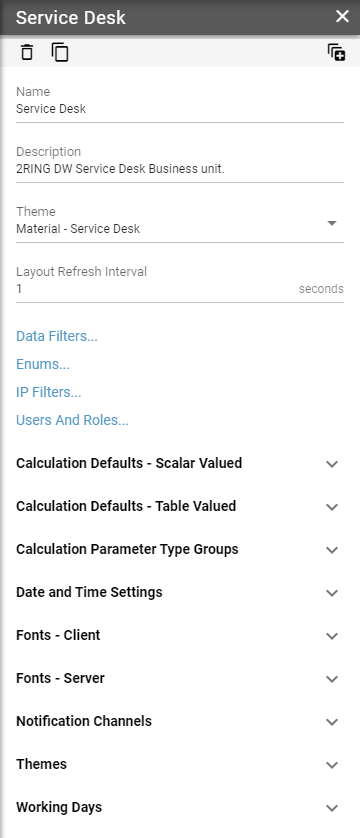 Service Desk
Name
Service Desk
Description
2RING DW Service Desk Business unit.
Theme
Material - Service Desk
Layout Refresh Interval
1 seconds
Data Filters...
Enums...
IP Filters...
Users And Roles...
Calculation Defaults - Scalar Valued
Calculation Defaults - Table Valued
Calculation Parameter Type Groups
Date and Time Settings
Fonts - Client
Fonts - Server
Notification Channels
Themes
Working Days